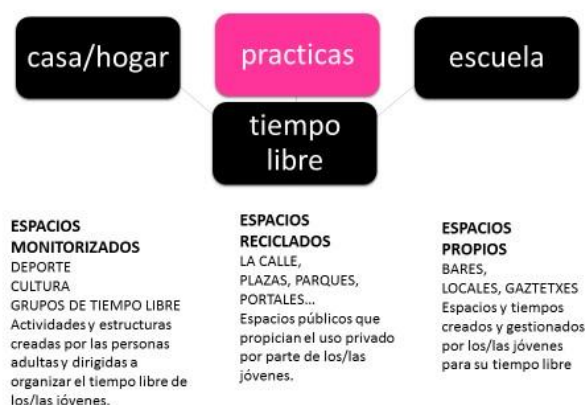 casa/hogar
practicas
escuela
tiempo
libre
ESPACIOS
MONITORIZADOS
DEPORTE
CULTURA
GRUPOS DE TIEMPO LIBRE
Actividades y estructuras
creadas por las personas
adultas y dirigidas a
organizar el tiempo libre de
los/las jóvenes.
ESPACIOS
RECICLADOS
LA CALLE,
PLAZAS, PARQUES,
PORTALES...
Espacios públicos que
propician el uso privado
por parte de los/las
jóvenes.
ESPACIOS
PROPIOS
BARES,
LOCALES, GAZTETXES
Espacios y tiempos
creados y gestionados
por los/las jóvenes
para su tiempo libre